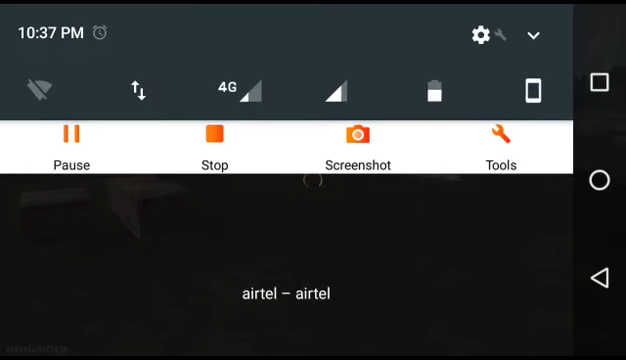 10:37 PM
4G
Pause Stop Screenshot Tools
airtel – airtel